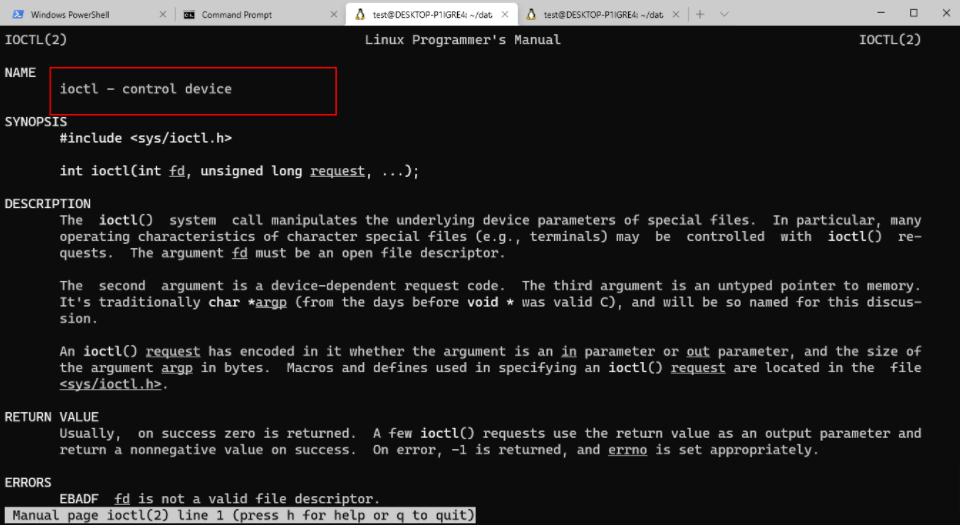 Windows PowerShell
Command Prompt
test@DESKTOP-P1IGRE4: ~/dat
test@DESKTOP-P1IGRE4: ~/dat
IOCTL(2) Linux Programmer's Manual IOCTL(2)
NAME
ioctl - control device
SYNOPSIS
#include <sys/ioctl.h>
int ioctl(int fd, unsigned long request, ...);
DESCRIPTION
The ioctl() system call manipulates the underlying device parameters of special files. In particular, many
operating characteristics of character special files (e.g., terminals) may be controlled with ioctl() re-
quests. The argument fd must be an open file descriptor.
The second argument is a device-dependent request code. The third argument is an untyped pointer to memory.
It's traditionally char *argp (from the days before void * was valid C), and will be so named for this discus-
sion.
An ioctl() request has encoded in it whether the argument is an in parameter or out parameter, and the size of
the argument argp in bytes. Macros and defines used in specifying an ioctl() request are located in the file
<sys/ioctl.h>.
RETURN VALUE
Usually, on success zero is returned. A few ioctl() requests use the return value as an output parameter and
return a nonnegative value on success. On error, -1 is returned, and errno is set appropriately.
ERRORS
EBADF fd is not a valid file descriptor.
Manual page ioctl(2) line 1 (press h for help or q to quit)